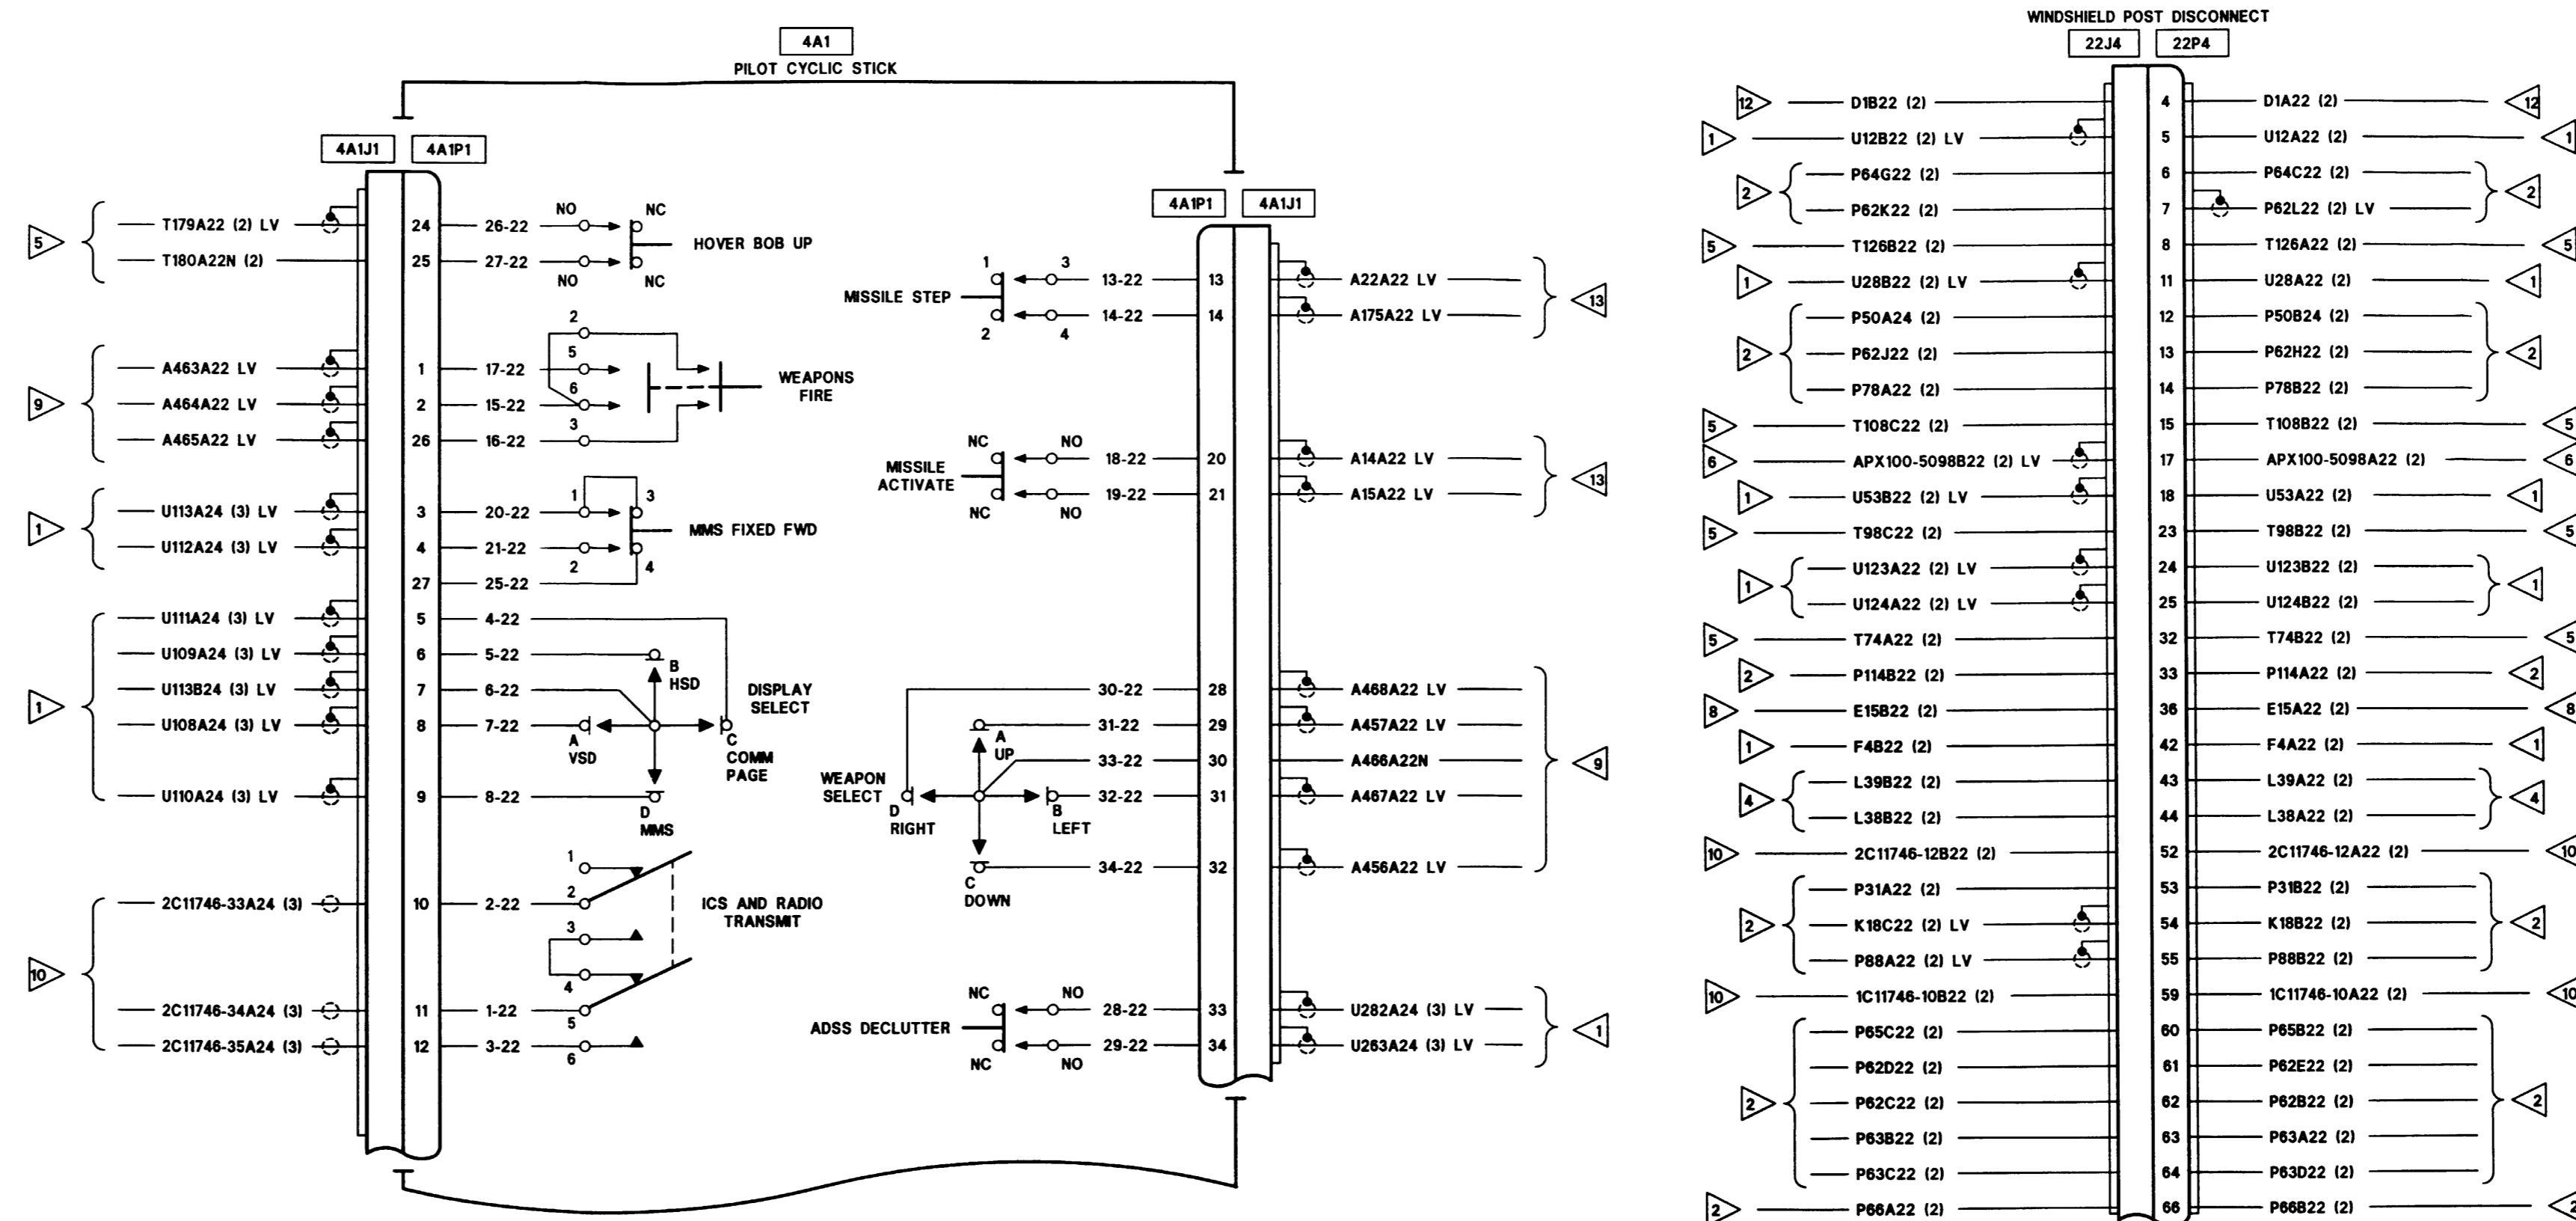 4A1
PILOT CYCLIC STICK
4A1J1 4A1P1
5
T179A22 (2) LV 24 26-22 NO NC
T180A22N (2) 25 27-22 NO NC
HOVER BOB UP
9
A463A22 LV 1 17-22 2 5
A464A22 LV 2 15-22 6
A465A22 LV 26 16-22 3
WEAPONS
FIRE
1
U113A24 (3) LV 3 20-22 1 3
U112A24 (3) LV 4 21-22 2 4
27 25-22
MMS FIXED FWD
1
U111A24 (3) LV 5 4-22
U109A24 (3) LV 6 5-22
U113B24 (3) LV 7 6-22
U108A24 (3) LV 8 7-22
U110A24 (3) LV 9 8-22
B
HSD
DISPLAY
SELECT
A
VSD
C
COMM
PAGE
D
MMS
10
2C11746-33A24 (3) 10 2-22
2C11746-34A24 (3) 11 1-22
2C11746-35A24 (3) 12 3-22
1
2
3
4
5
6
ICS AND RADIO
TRANSMIT
4A1P1 4A1J1
MISSILE STEP
1 3 13-22 13 A22A22 LV
2 4 14-22 14 A175A22 LV
13
MISSILE
ACTIVATE
NC NO 18-22 20 A14A22 LV
NC NO 19-22 21 A15A22 LV
13
30-22 28 A468A22 LV
31-22 29 A457A22 LV
33-22 30 A466A22N
32-22 31 A467A22 LV
34-22 32 A456A22 LV
9
WEAPON
SELECT
A
UP
D
RIGHT
B
LEFT
C
DOWN
ADSS DECLUTTER
NC NO 28-22 33 U282A24 (3) LV
NC NO 29-22 34 U263A24 (3) LV
1
WINDSHIELD POST DISCONNECT
22J4 22P4
12 D1B22 (2) 4 D1A22 (2) 12
1 U12B22 (2) LV 5 U12A22 (2) 1
2 P64G22 (2) 6 P64C22 (2) 2
P62K22 (2) 7 P62L22 (2) LV
5 T126B22 (2) 8 T126A22 (2) 5
1 U28B22 (2) LV 11 U28A22 (2) 1
P50A24 (2) 12 P50B24 (2)
2 P62J22 (2) 13 P62H22 (2) 2
P78A22 (2) 14 P78B22 (2)
5 T108C22 (2) 15 T108B22 (2) 5
6 APX100-5098B22 (2) LV 17 APX100-5098A22 (2) 6
1 U53B22 (2) LV 18 U53A22 (2) 1
5 T98C22 (2) 23 T98B22 (2) 5
1 U123A22 (2) LV 24 U123B22 (2) 1
U124A22 (2) LV 25 U124B22 (2)
5 T74A22 (2) 32 T74B22 (2) 5
2 P114B22 (2) 33 P114A22 (2) 2
8 E15B22 (2) 36 E15A22 (2) 8
1 F4B22 (2) 42 F4A22 (2) 1
4 L39B22 (2) 43 L39A22 (2) 4
L38B22 (2) 44 L38A22 (2)
10 2C11746-12B22 (2) 52 2C11746-12A22 (2) 10
P31A22 (2) 53 P31B22 (2)
2 K18C22 (2) LV 54 K18B22 (2) 2
P88A22 (2) LV 55 P88B22 (2)
10 1C11746-10B22 (2) 59 1C11746-10A22 (2) 10
P65C22 (2) 60 P65B22 (2)
P62D22 (2) 61 P62E22 (2)
2 P62C22 (2) 62 P62B22 (2) 2
P63B22 (2) 63 P63A22 (2)
P63C22 (2) 64 P63D22 (2)
2 P66A22 (2) 66 P66B22 (2) 2